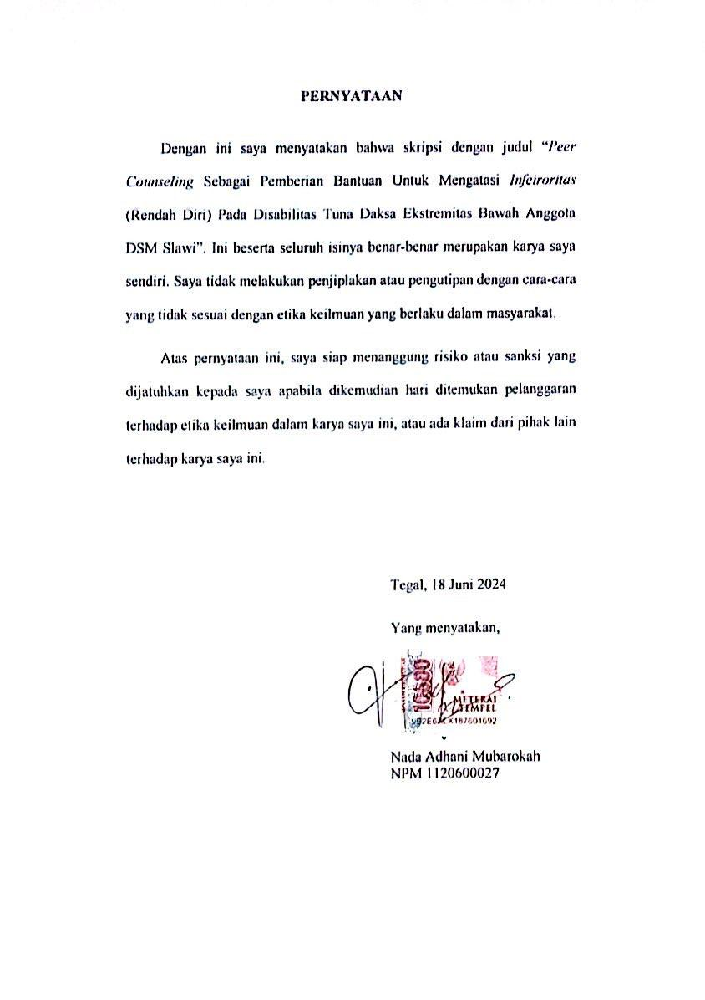 PERNYATAAN
Dengan ini saya menyatakan bahwa skripsi dengan judul “Peer
Counseling Sebagai Pemberian Bantuan Untuk Mengatasi Infeiroritas
(Rendah Diri) Pada Disabilitas Tuna Daksa Ekstremitas Bawah Anggota
DSM Slawi”. Ini beserta seluruh isinya benar-benar merupakan karya saya
sendiri. Saya tidak melakukan penjiplakan atau pengutipan dengan cara-cara
yang tidak sesuai dengan etika keilmuan yang berlaku dalam masyarakat.
Atas pernyataan ini, saya siap menanggung risiko atau sanksi yang
dijatuhkan kepada saya apabila dikemudian hari ditemukan pelanggaran
terhadap etika keilmuan dalam karya saya ini, atau ada klaim dari pihak lain
terhadap karya saya ini.
Tegal, 18 Juni 2024
Yang menyatakan,
METERAI
TEMPEL
Nada Adhani Mubarokah
NPM 1120600027